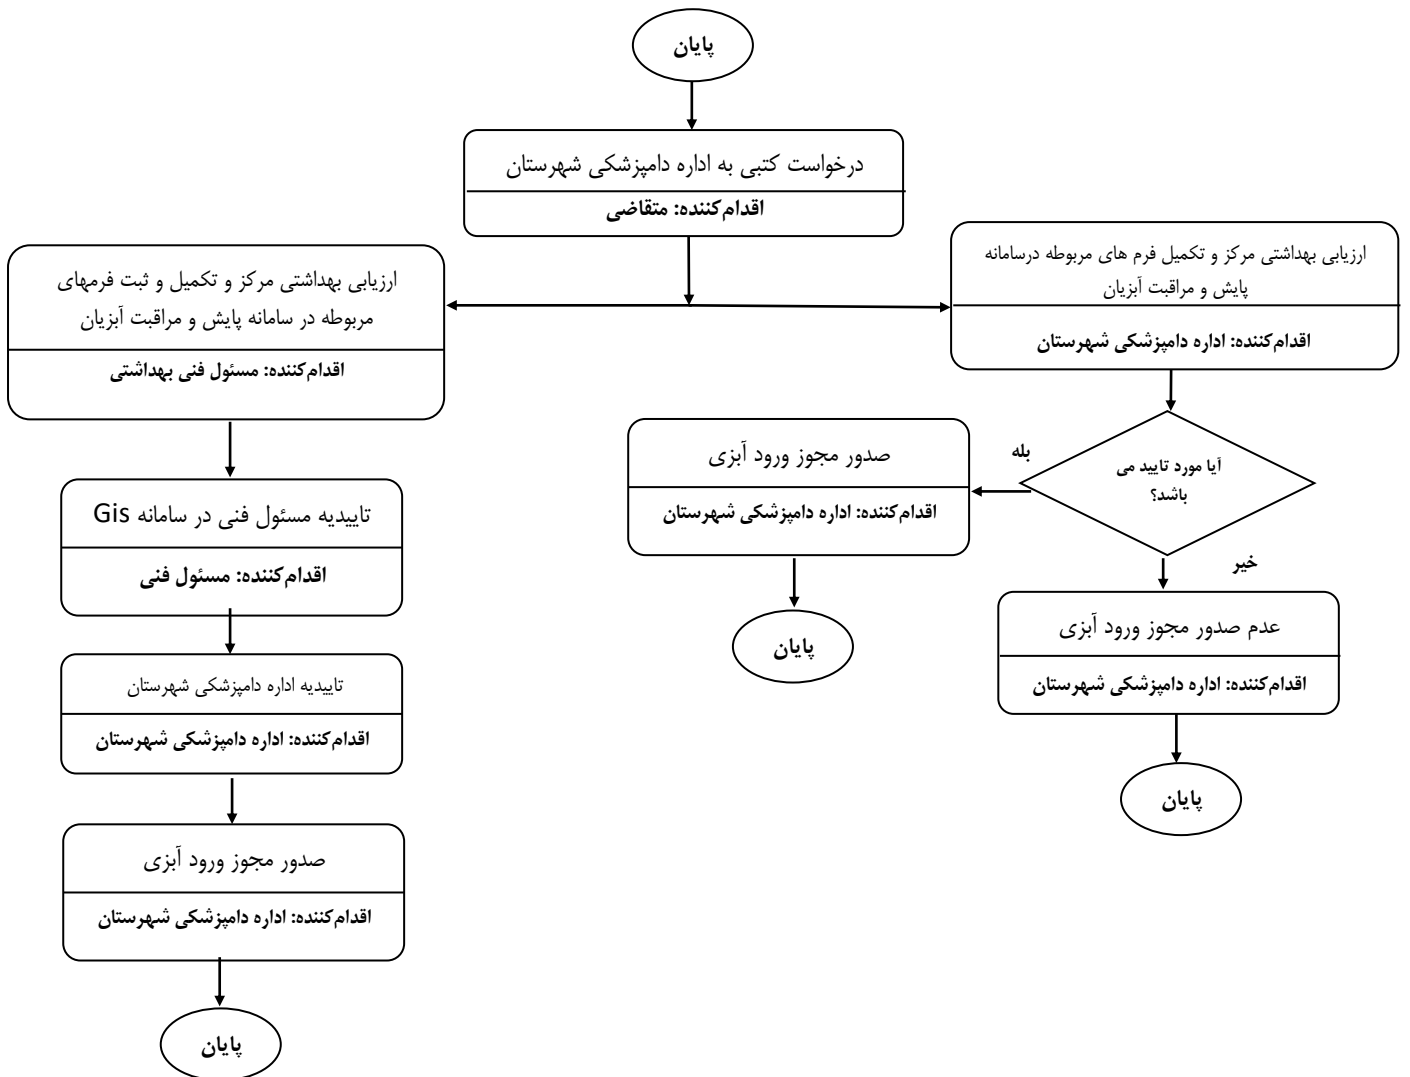 پایان
درخواست کتبی به اداره دامپزشکی شهرستان
اقدام‌کننده: متقاضی
ارزیابی بهداشتی مرکز و تکمیل فرم های مربوطه درسامانه
پایش و مراقبت آبزیان
اقدام‌کننده: اداره دامپزشکی شهرستان
آیا مورد تایید می
باشد؟
بله
صدور مجوز ورود آبزی
اقدام‌کننده: اداره دامپزشکی شهرستان
پایان
خیر
عدم صدور مجوز ورود آبزی
اقدام‌کننده: اداره دامپزشکی شهرستان
پایان
ارزیابی بهداشتی مرکز و تکمیل و ثبت فرمهای
مربوطه در سامانه پایش و مراقبت آبزیان
اقدام‌کننده: مسئول فنی بهداشتی
تاییدیه مسئول فنی در سامانه Gis
اقدام‌کننده: مسئول فنی
تاییدیه اداره دامپزشکی شهرستان
اقدام‌کننده: اداره دامپزشکی شهرستان
صدور مجوز ورود آبزی
اقدام‌کننده: اداره دامپزشکی شهرستان
پایان